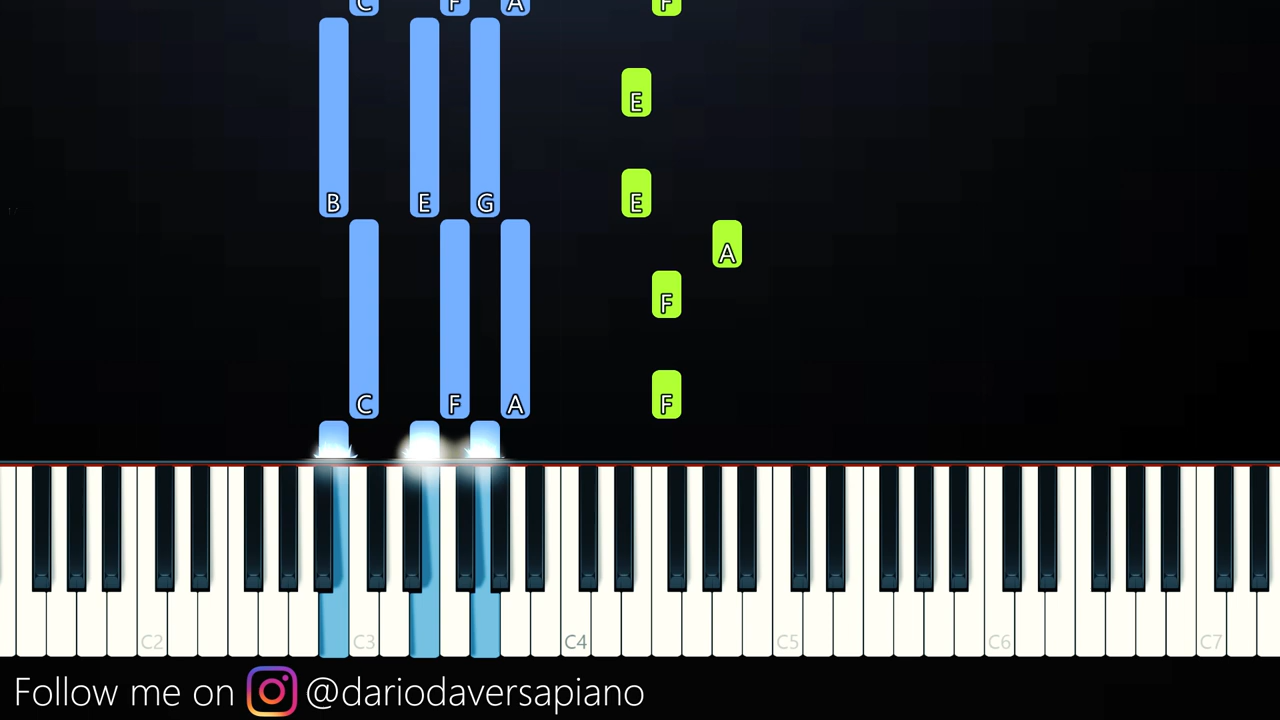 C F A F
E
B E G E
A
F
C F A F
C2 C3 C4 C5 C6 C7
Follow me on @dariodaversapiano